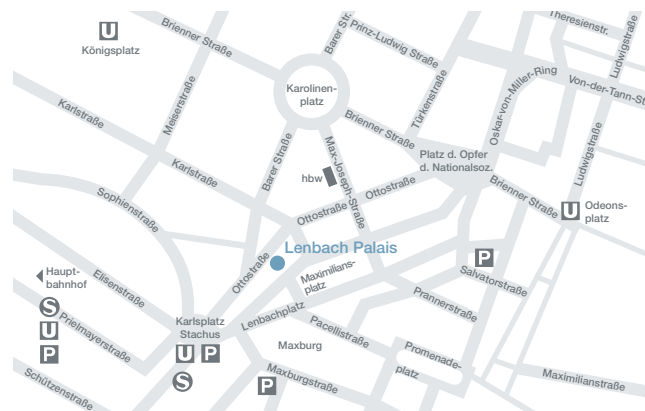 Theresienstr.
Brienner Straße
Barer Str.
Prinz-Ludwig Straße
Ludwigstraße
U
Königsplatz
Türkenstraße
Oskar-von-Miller-Ring
Von-der-Tann-St
Meiserstraße
Karolinen-
platz
Karlstraße
Brienner Straße
Barer Straße
Max-Joseph-Straße
Platz d. Opfer
d. Nationalsoz.
Ludwigstraße
Karlstraße
hbw
Ottostraße
Brienner Straße
Sophienstraße
Ottostraße
U
Odeons-
platz
Lenbach Palais
P
Haupt-
bahnhof
Elisenstraße
Ottostraße
Maximilians-
platz
Salvatorstraße
S
U
P
Prielmayerstraße
Karlsplatz
Stachus
Lenbachplatz
Prannerstraße
Pacellistraße
U
P
Maxburg
Promenade-
platz
S
Schützenstraße
P
Maxburgstraße
Maximilianstraße